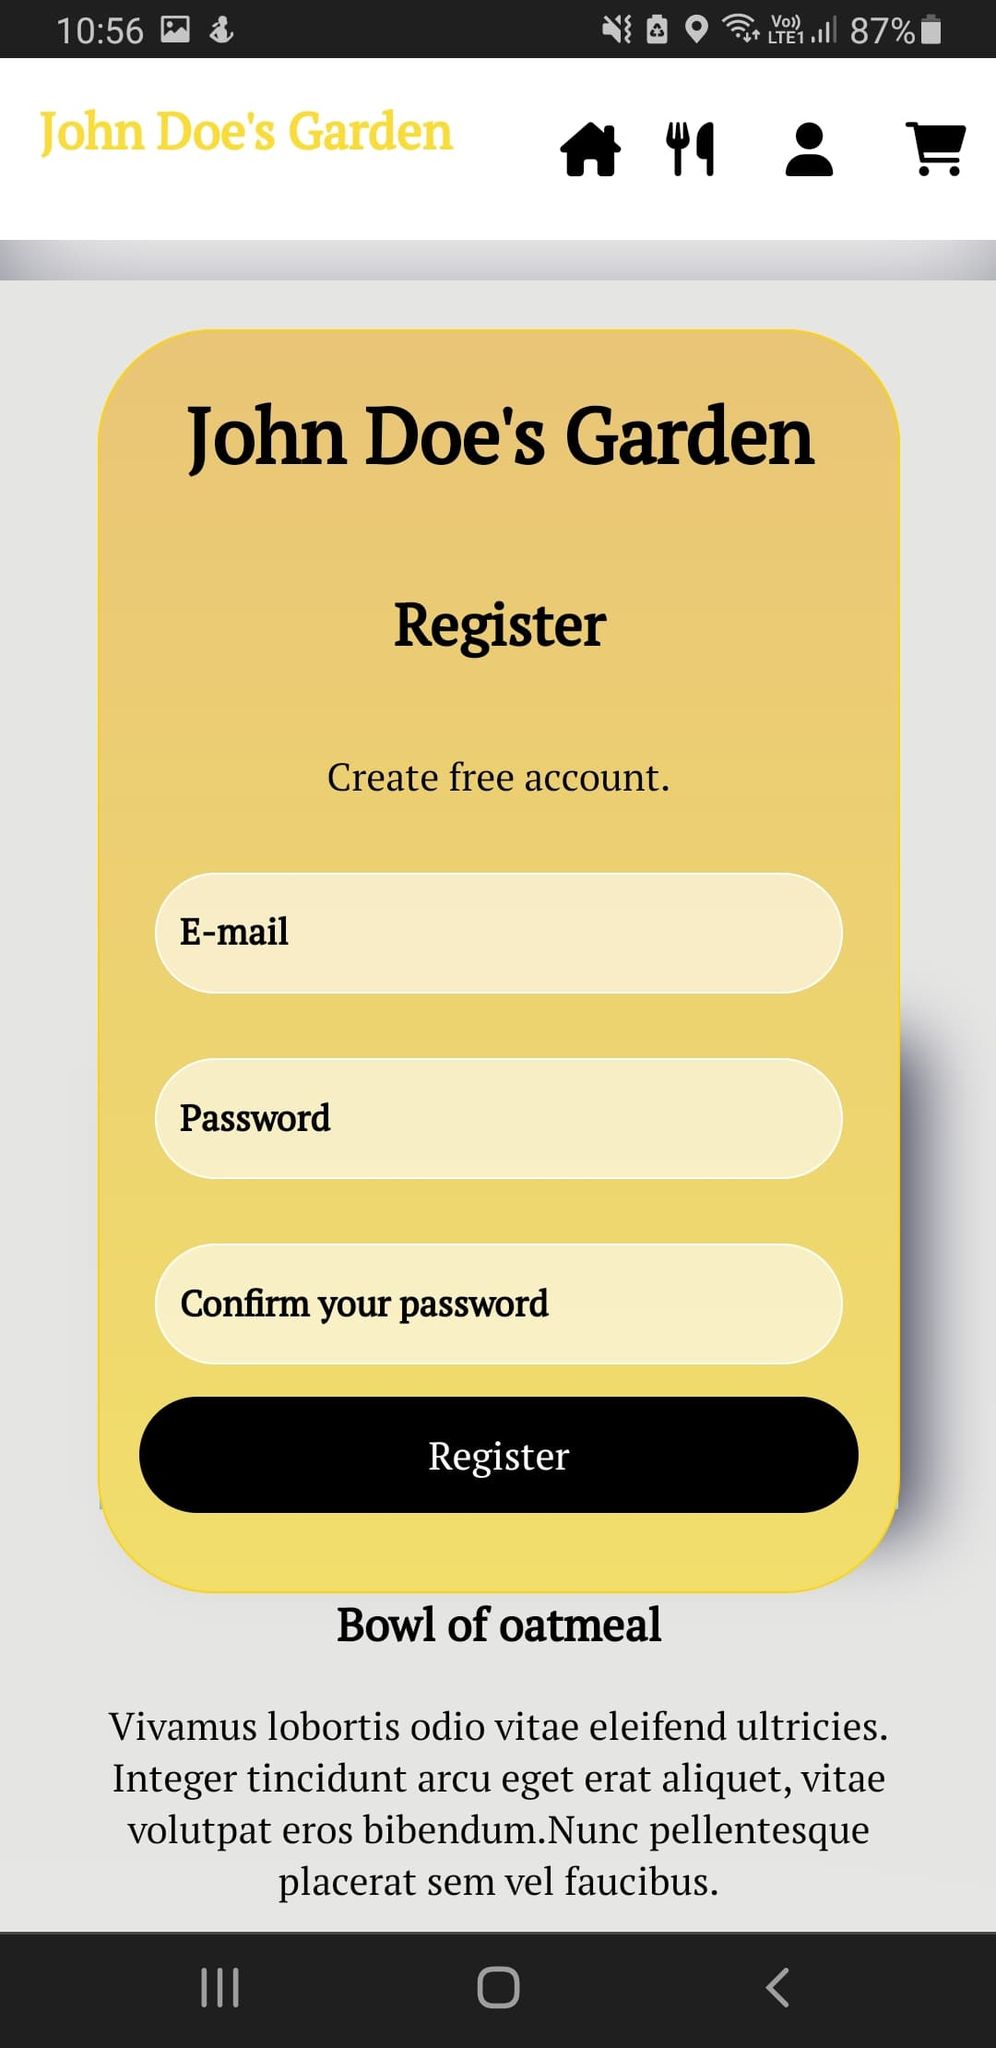 10:56
Vo))
LTE1
87%
John Doe's Garden
John Doe's Garden
Register
Create free account.
E-mail
Password
Confirm your password
Register
Bowl of oatmeal
Vivamus lobortis odio vitae eleifend ultricies.
Integer tincidunt arcu eget erat aliquet, vitae
volutpat eros bibendum.Nunc pellentesque
placerat sem vel faucibus.